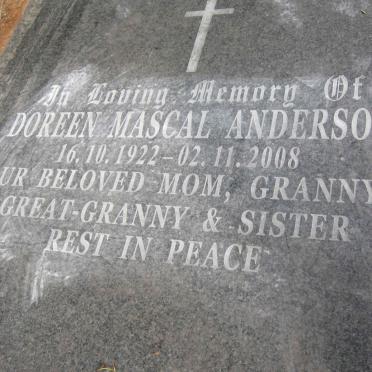 In Loving Memory Of
DOREEN MASCAL ANDERSO
16.10.1922-02.11.2008
UR BELOVED MOM, GRANNY
GREAT-GRANNY & SISTER
REST IN PEACE